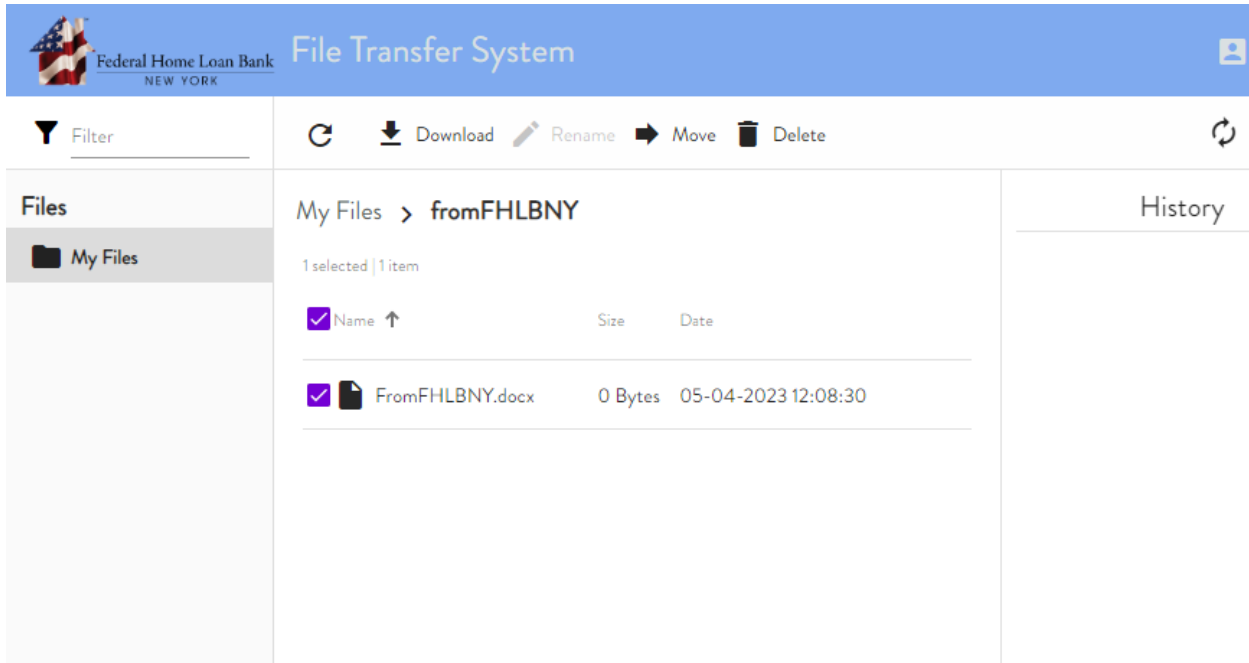 Federal Home Loan Bank
NEW YORK
File Transfer System
Filter
Download Rename Move Delete
Files
My Files
My Files > fromFHLBNY
History
1 selected | 1 item
Name Size Date
FromFHLBNY.docx 0 Bytes 05-04-2023 12:08:30